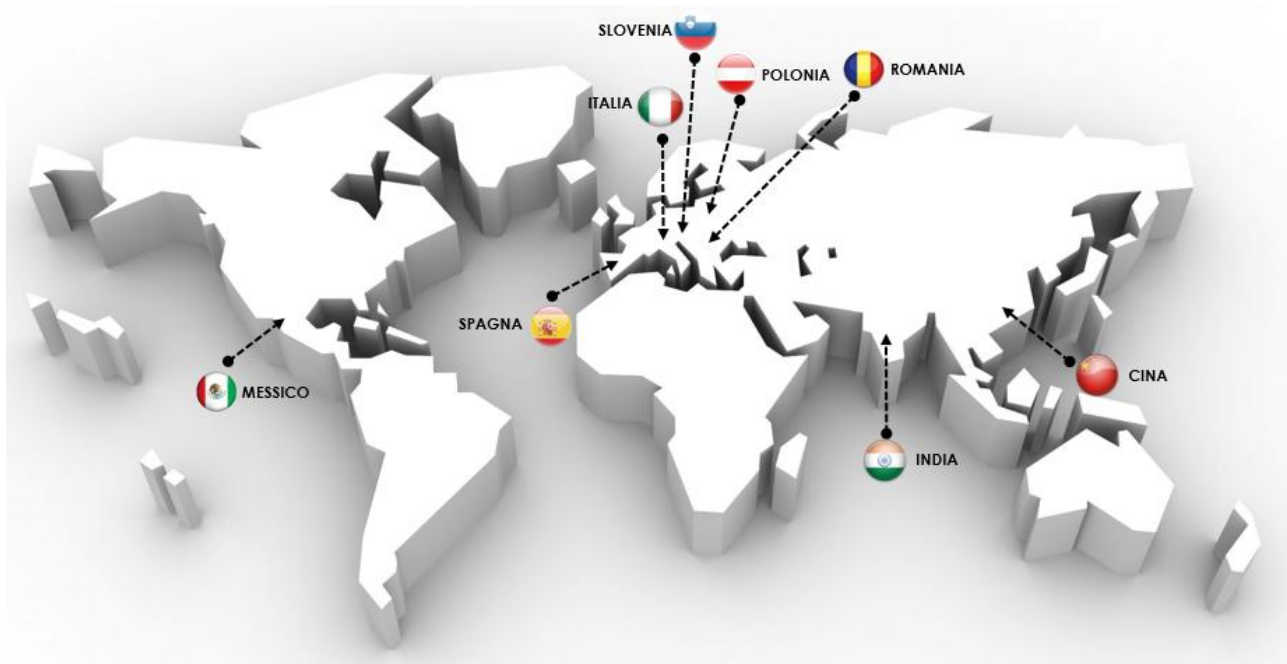 SLOVENIA
POLONIA
ROMANIA
ITALIA
SPAGNA
MESSICO
CINA
INDIA